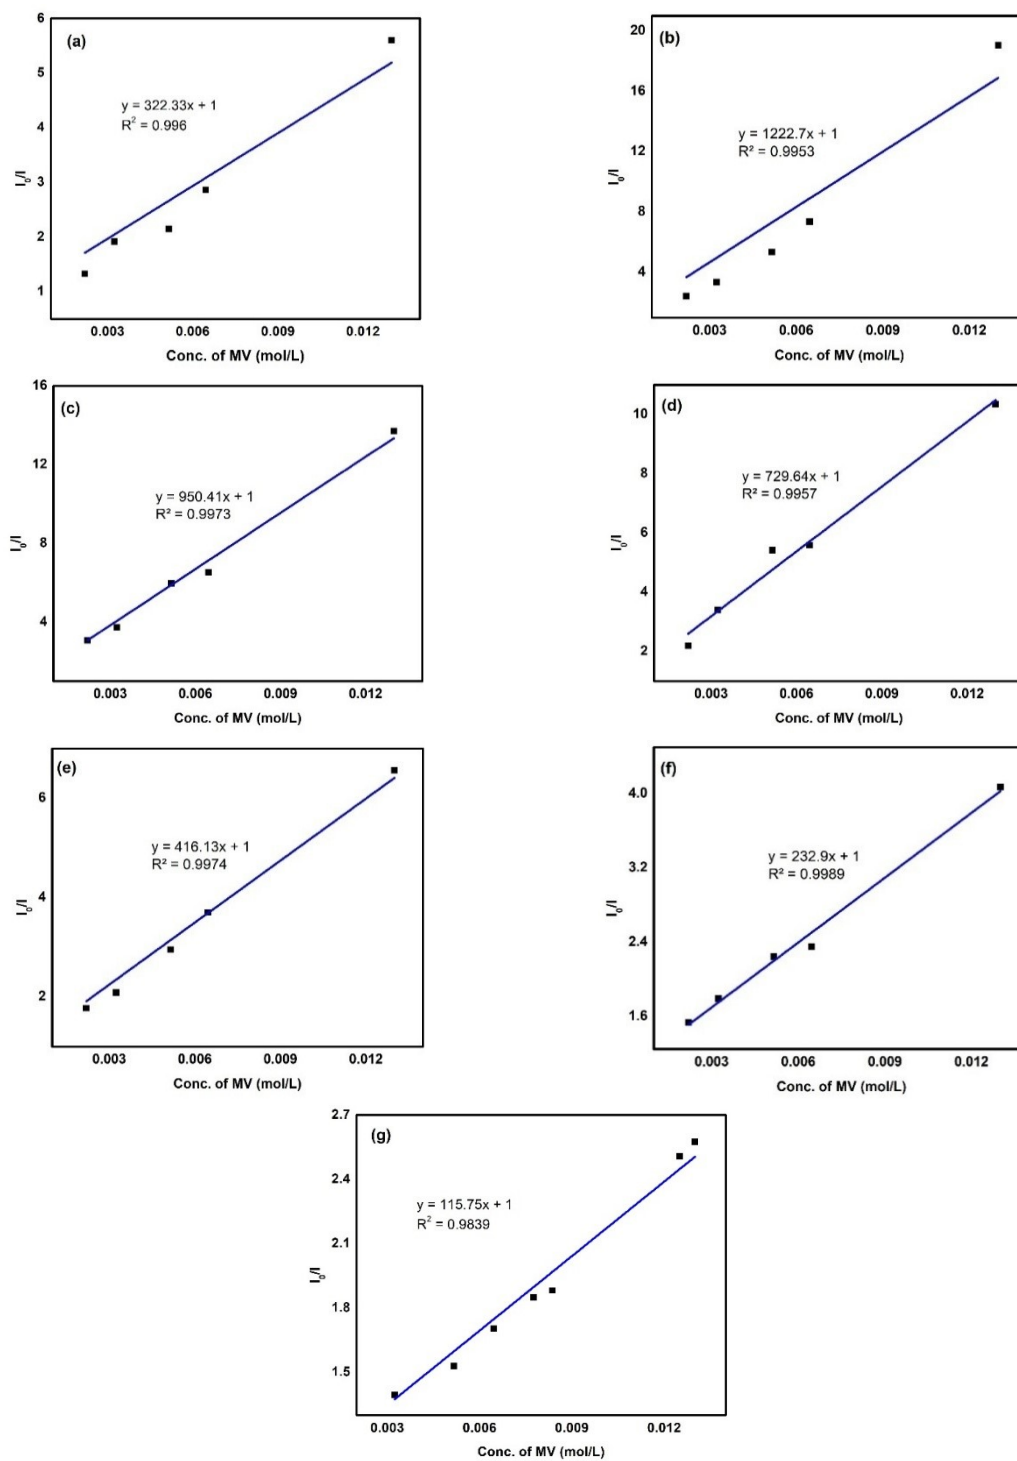 (a)
y = 322.33x + 1
R² = 0.996
I₀/I
6
5
4
3
2
1
0.003 0.006 0.009 0.012
Conc. of MV (mol/L)
(b)
y = 1222.7x + 1
R² = 0.9953
I₀/I
20
16
12
8
4
0.003 0.006 0.009 0.012
Conc. of MV (mol/L)
(c)
y = 950.41x + 1
R² = 0.9973
I₀/I
16
12
8
4
0.003 0.006 0.009 0.012
Conc. of MV (mol/L)
(d)
y = 729.64x + 1
R² = 0.9957
I₀/I
10
8
6
4
2
0.003 0.006 0.009 0.012
Conc. of MV (mol/L)
(e)
y = 416.13x + 1
R² = 0.9974
I₀/I
6
4
2
0.003 0.006 0.009 0.012
Conc. of MV (mol/L)
(f)
y = 232.9x + 1
R² = 0.9989
I₀/I
4.0
3.2
2.4
1.6
0.003 0.006 0.009 0.012
Conc. of MV (mol/L)
(g)
y = 115.75x + 1
R² = 0.9839
I₀/I
2.7
2.4
2.1
1.8
1.5
0.003 0.006 0.009 0.012
Conc. of MV (mol/L)